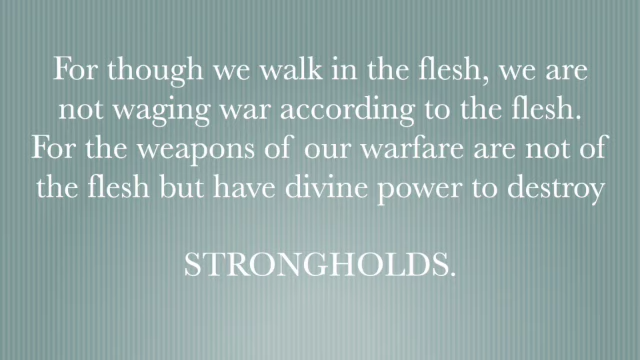 For though we walk in the flesh, we are
not waging war according to the flesh.
For the weapons of our warfare are not of
the flesh but have divine power to destroy
STRONGHOLDS.